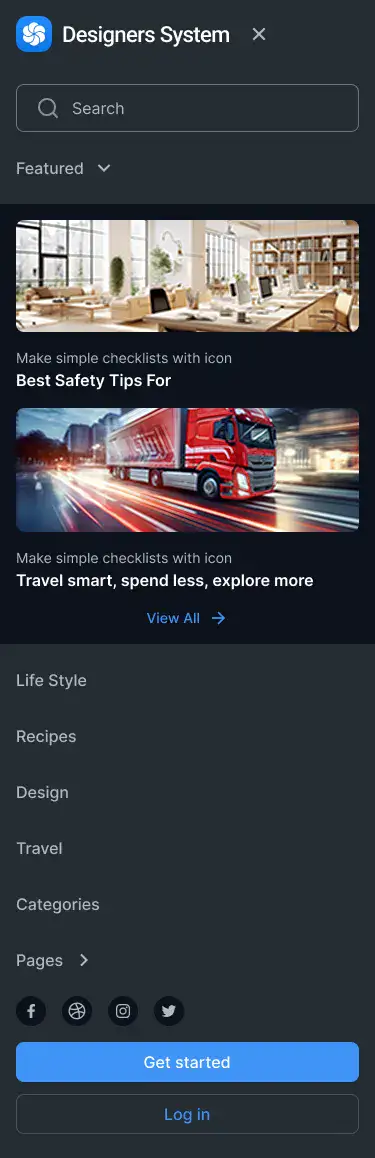 Designers System
Search
Featured
Make simple checklists with icon
Best Safety Tips For
Make simple checklists with icon
Travel smart, spend less, explore more
View All
Life Style
Recipes
Design
Travel
Categories
Pages
Get started
Log in